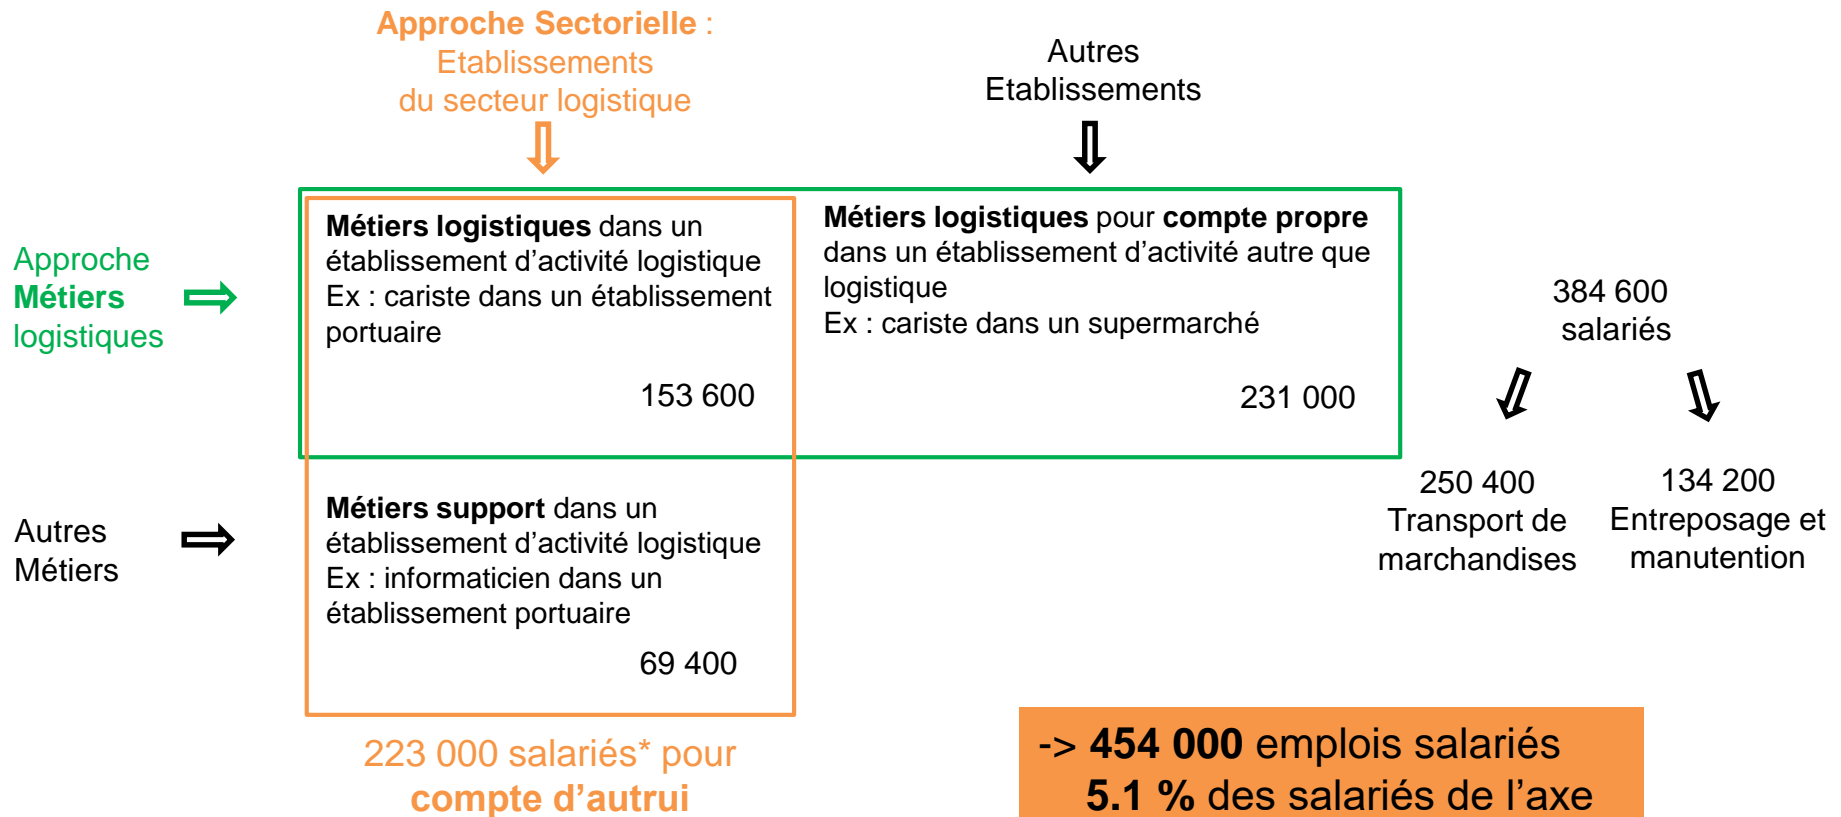 Approche Sectorielle :
Etablissements
du secteur logistique
Autres
Etablissements
Approche
Métiers
logistiques
Métiers logistiques dans un
établissement d'activité logistique
Ex : cariste dans un établissement
portuaire
153 600
Métiers logistiques pour compte propre
dans un établissement d'activité autre que
logistique
Ex : cariste dans un supermarché
231 000
384 600
salariés
250 400
Transport de
marchandises
134 200
Entreposage et
manutention
Autres
Métiers
Métiers support dans un
établissement d'activité logistique
Ex : informaticien dans un
établissement portuaire
69 400
223 000 salariés* pour
compte d'autrui
-> 454 000 emplois salariés
5.1 % des salariés de l'axe